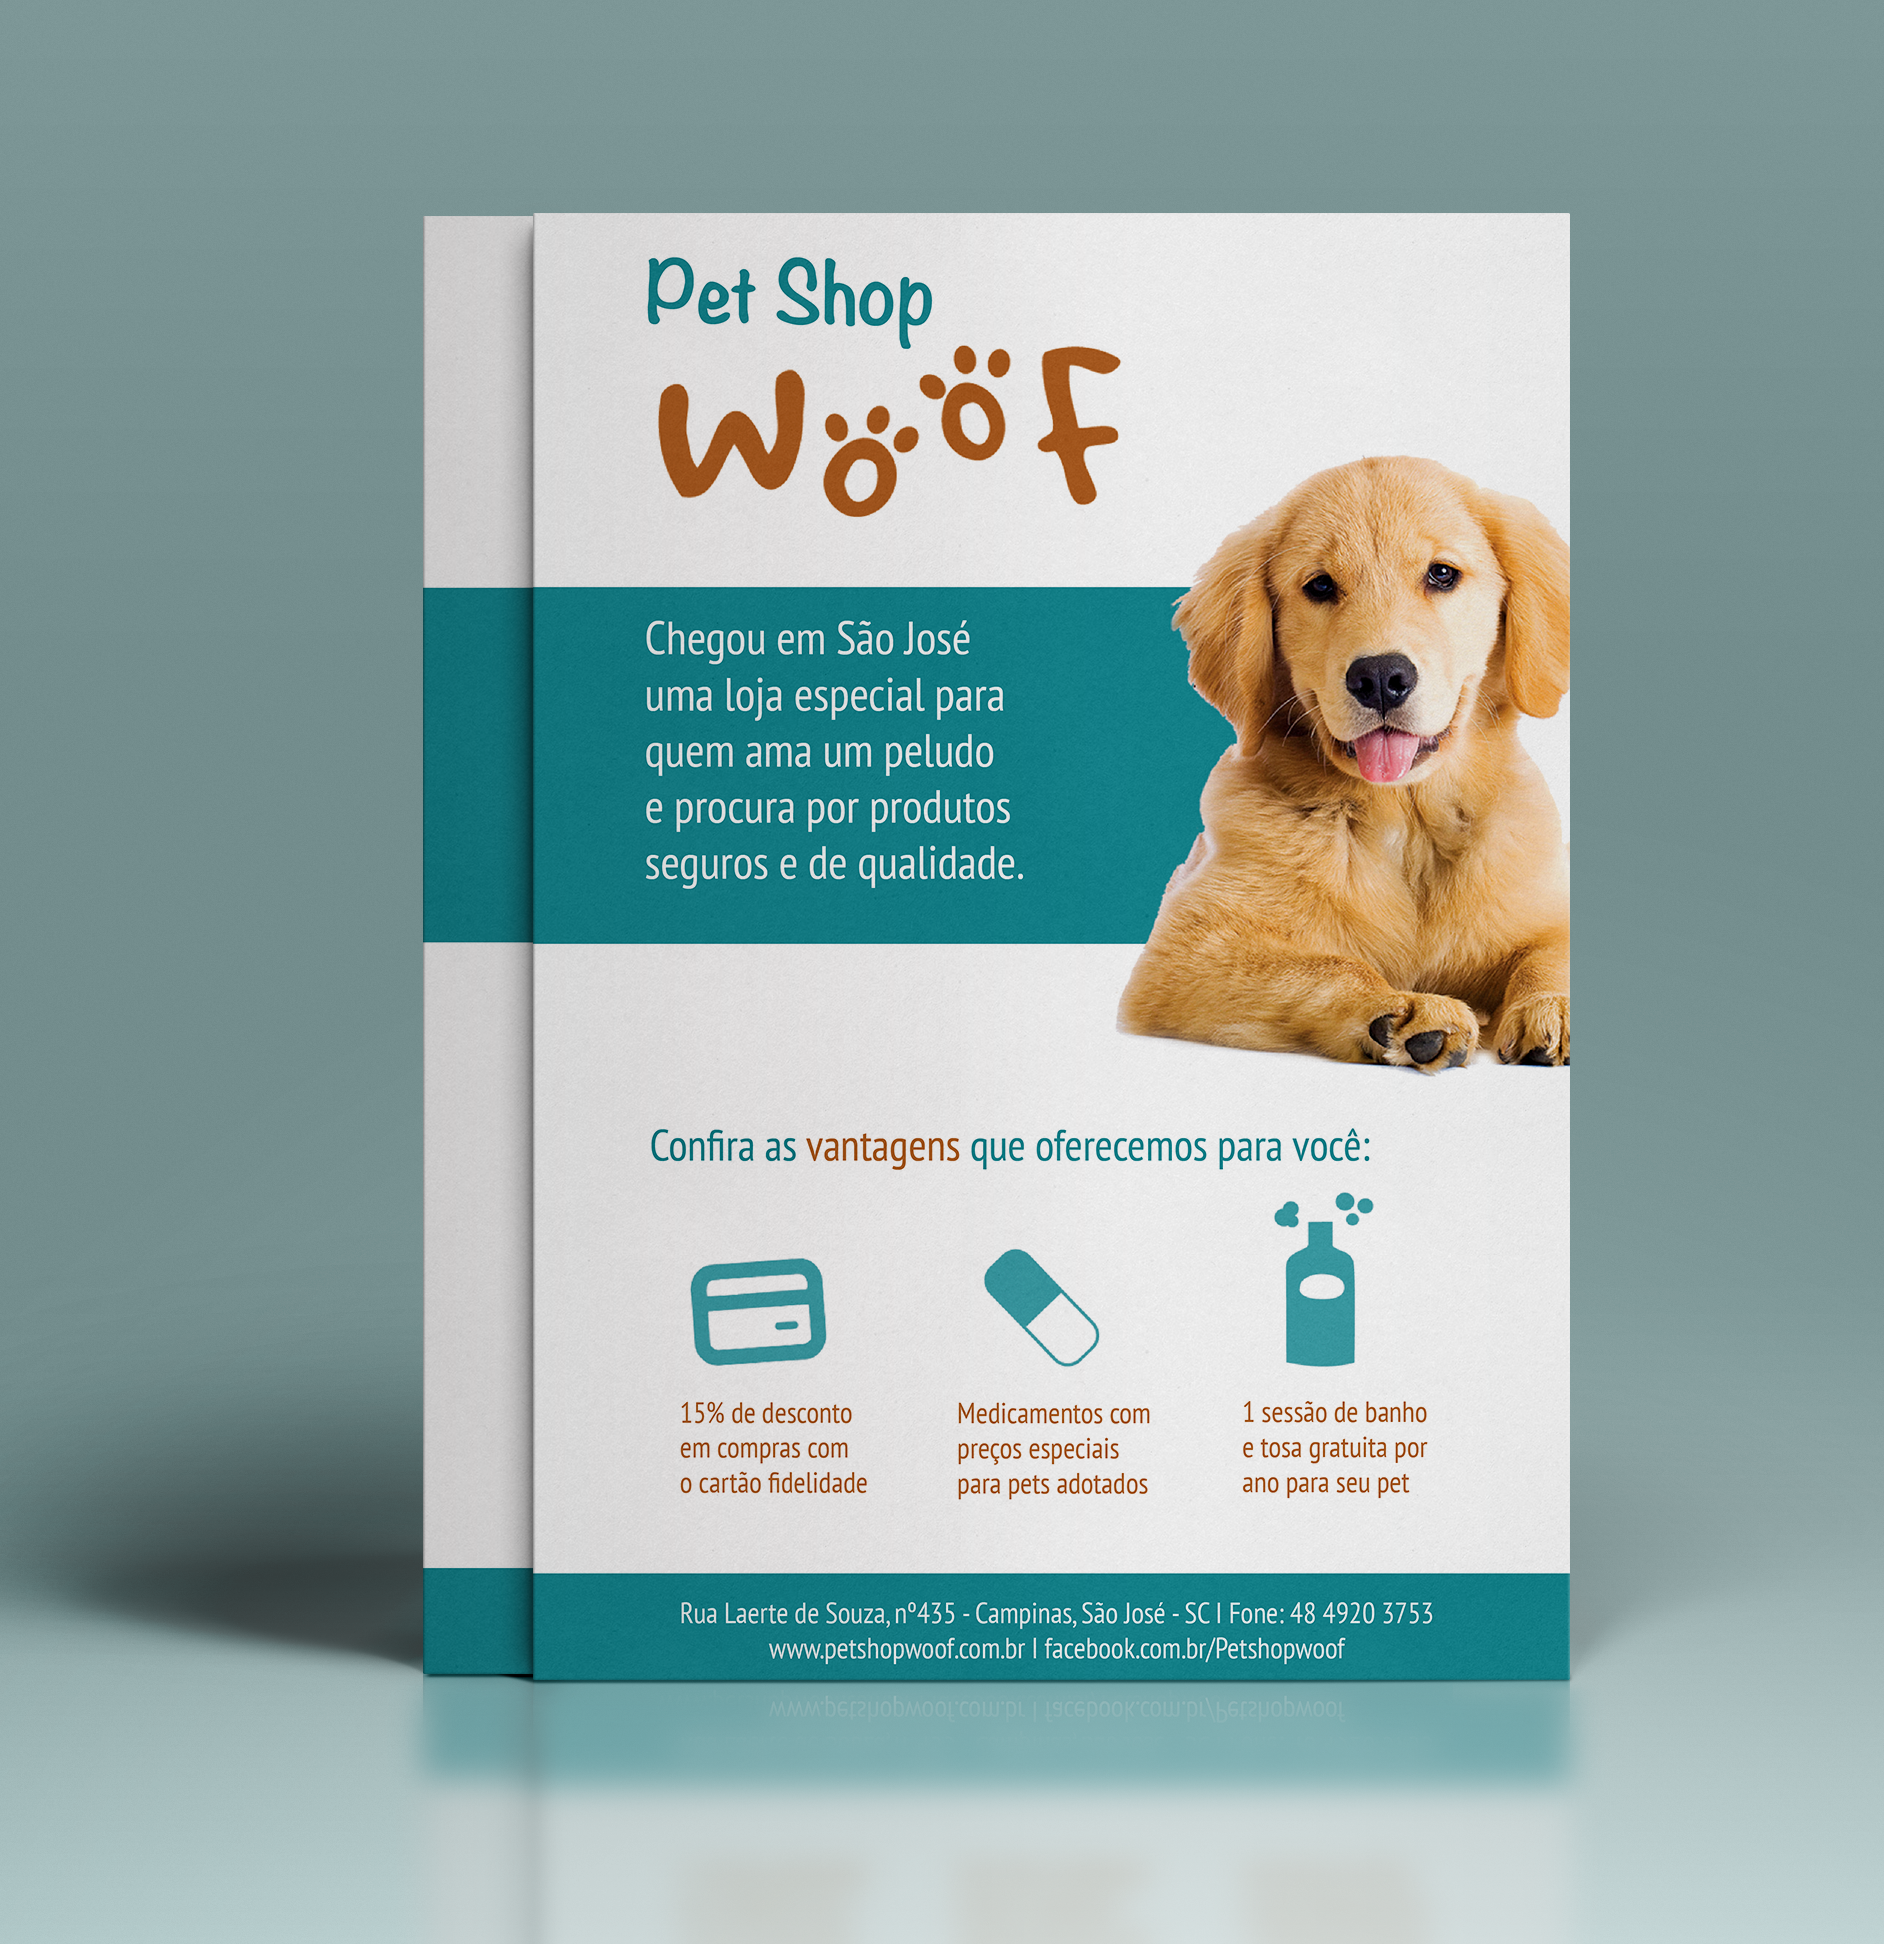 Pet Shop
Woof
Chegou em São José
uma loja especial para
quem ama um peludo
e procura por produtos
seguros e de qualidade.
Confira as vantagens que oferecemos para você:
15% de desconto
em compras com
o cartão fidelidade
Medicamentos com
preços especiais
para pets adotados
1 sessão de banho
e tosa gratuita por
ano para seu pet
Rua Laerte de Souza, nº435 - Campinas, São José - SC I Fone: 48 4920 3753
www.petshopwoof.com.br I facebook.com.br/Petshopwoof